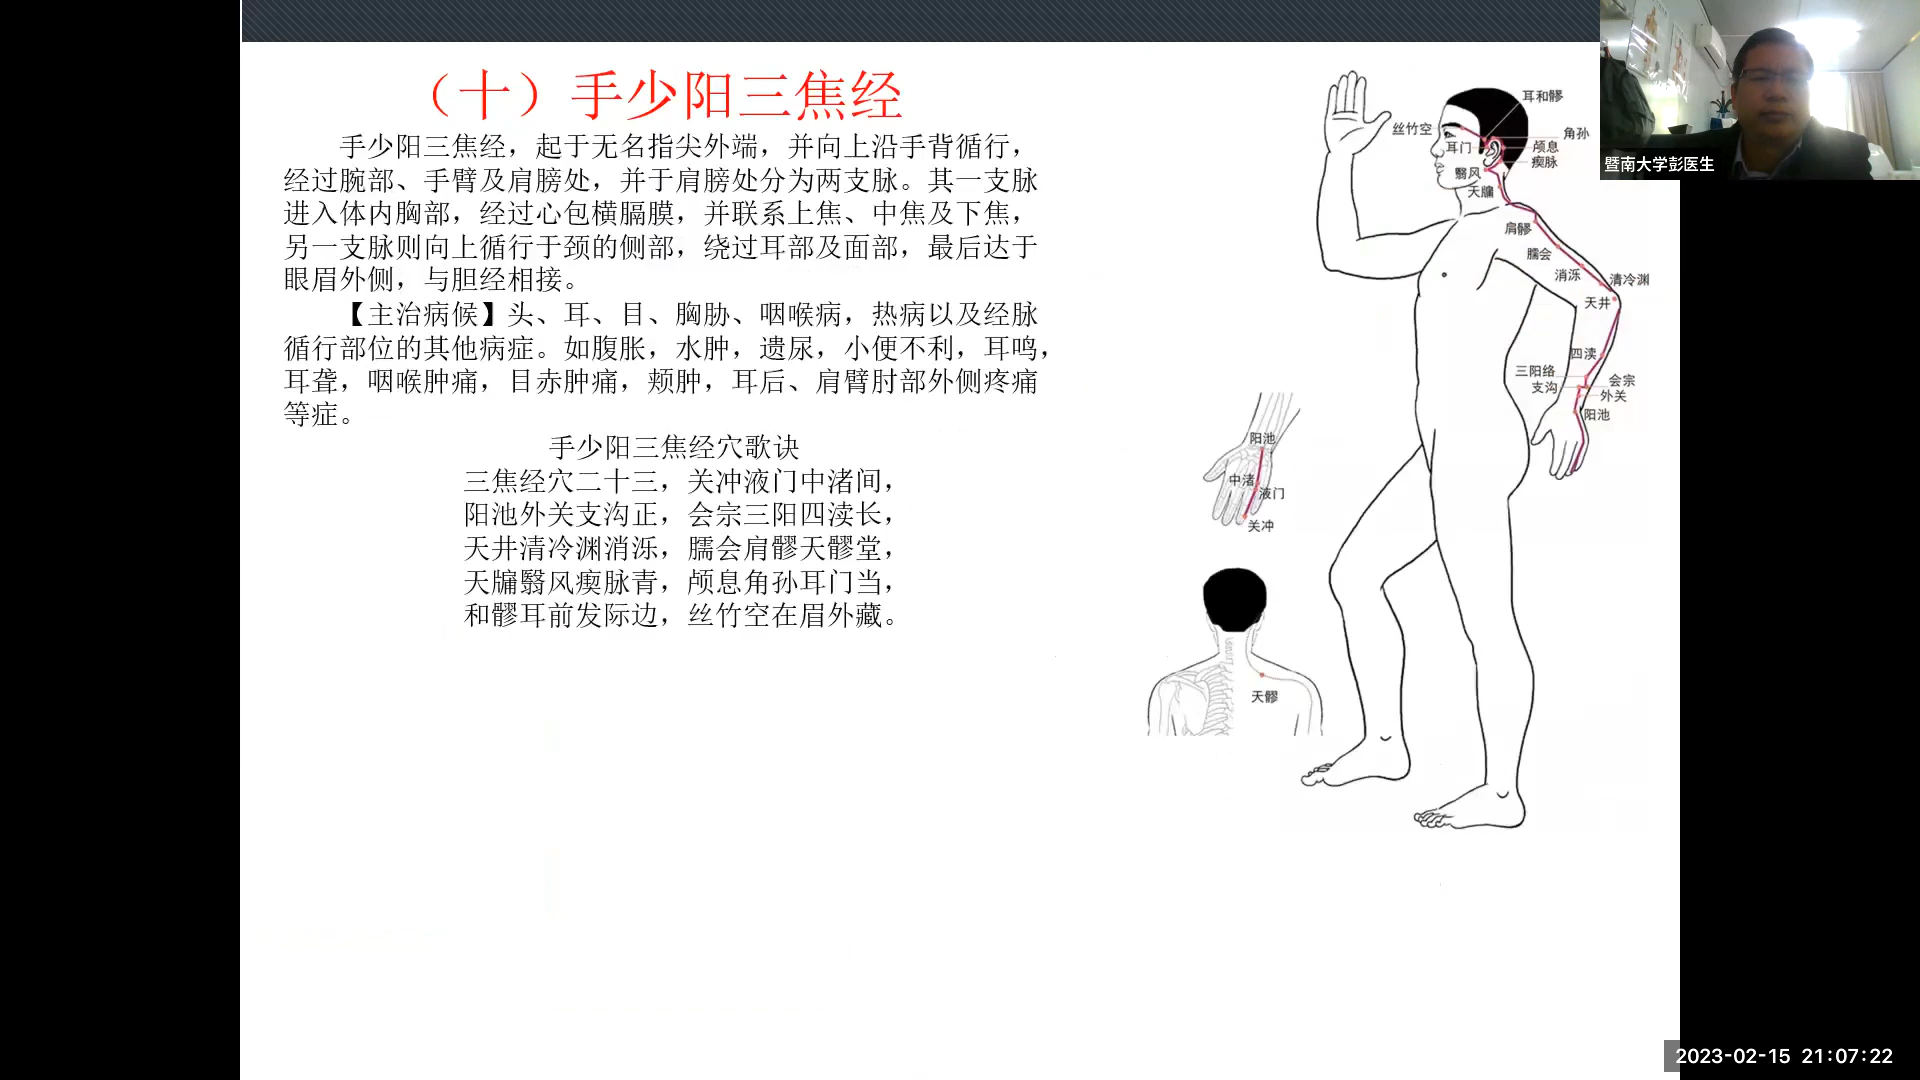 （十）手少阳三焦经
手少阳三焦经，起于无名指尖外端，并向上沿手背循行，
经过腕部、手臂及肩膀处，并于肩膀处分为两支脉。其一支脉
进入体内胸部，经过心包横膈膜，并联系上焦、中焦及下焦，
另一支脉则向上循行于颈的侧部，绕过耳部及面部，最后达于
眼眉外侧，与胆经相接。
【主治病候】头、耳、目、胸胁、咽喉病，热病以及经脉
循行部位的其他病症。如腹胀，水肿，遗尿，小便不利，耳鸣，
耳聋，咽喉肿痛，目赤肿痛，颊肿，耳后、肩臂肘部外侧疼痛
等症。
手少阳三焦经穴歌诀
三焦经穴二十三，关冲液门中渚间，
阳池外关支沟正，会宗三阳四渎长，
天井清冷渊消泺，臑会肩髎天髎堂，
天牖翳风瘈脉青，颅息角孙耳门当，
和髎耳前发际边，丝竹空在眉外藏。
耳和髎
丝竹空
角孙
耳门
颅息
瘈脉
翳风
天牖
肩髎
臑会
消泺
清冷渊
天井
四渎
三阳络
会宗
支沟
外关
阳池
阳池
中渚
液门
关冲
天髎
暨南大学彭医生
2023-02-15 21:07:22